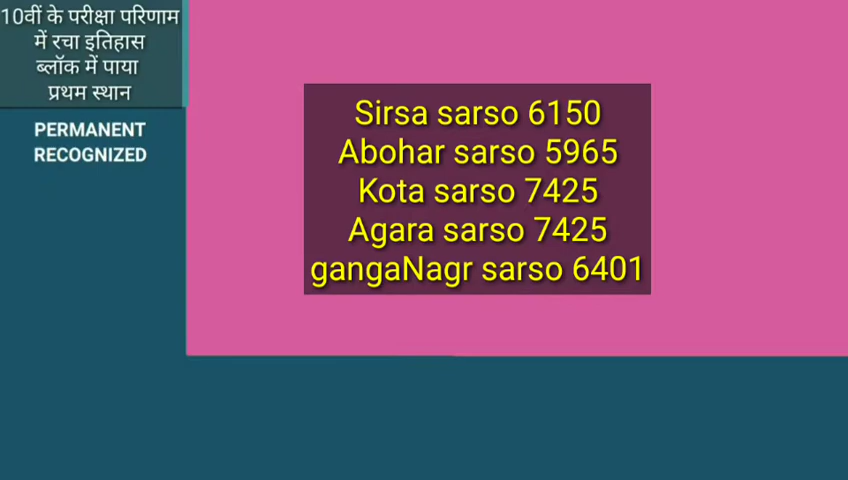 10वीं के परीक्षा परिणाम
में रचा इतिहास
ब्लॉक में पाया
प्रथम स्थान
PERMANENT
RECOGNIZED
Sirsa sarso 6150
Abohar sarso 5965
Kota sarso 7425
Agara sarso 7425
gangaNagr sarso 6401